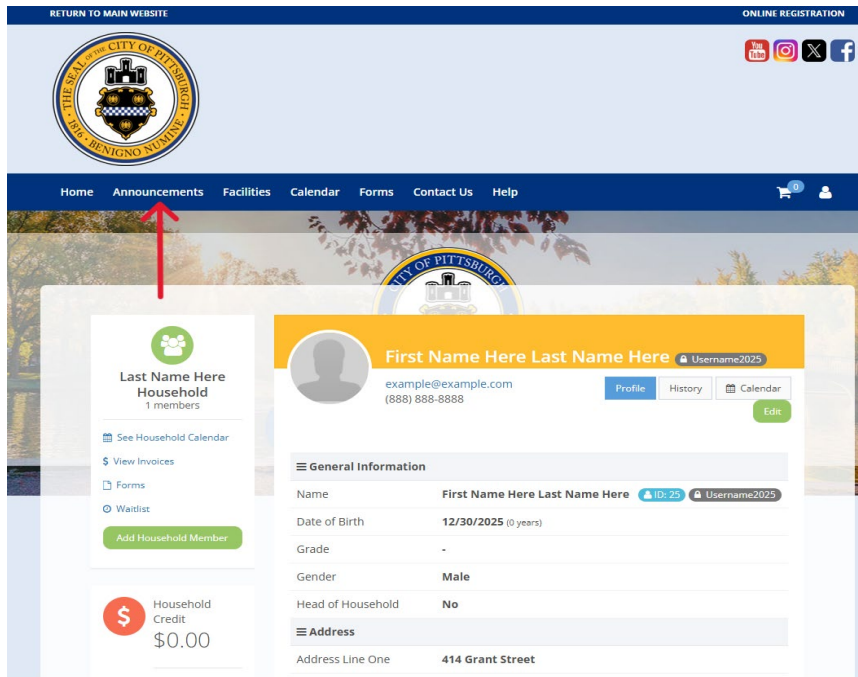 RETURN TO MAIN WEBSITE
ONLINE REGISTRATION
THE SEAL OF THE CITY OF PITTSBURGH · 1816 · BENIGNO NUMINE ·
You Tube
Home Announcements Facilities Calendar Forms Contact Us Help 0
CITY OF PITTSBURGH
Last Name Here
Household
1 members
See Household Calendar
$ View Invoices
Forms
Waitlist
Add Household Member
$ Household
Credit
$0.00
First Name Here Last Name Here Username2025
example@example.com
(888) 888-8888
Profile History Calendar
Edit
General Information
Name First Name Here Last Name Here ID: 25 Username2025
Date of Birth 12/30/2025 (0 years)
Grade -
Gender Male
Head of Household No
Address
Address Line One 414 Grant Street